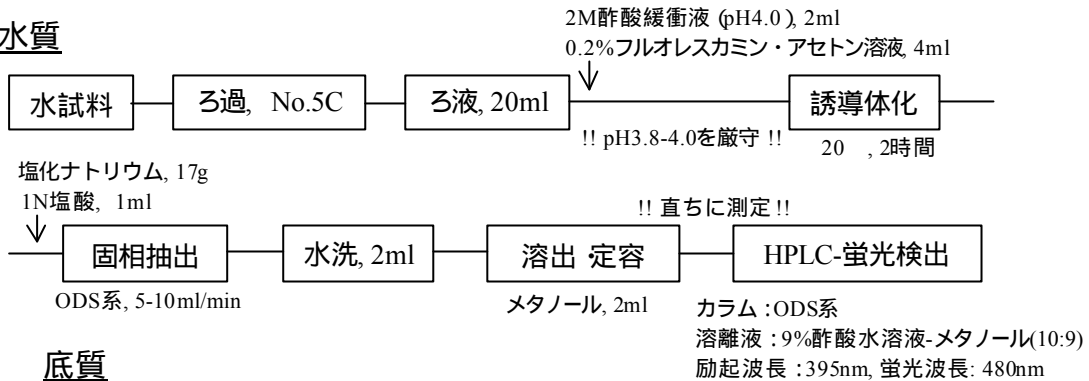 水質
2M酢酸緩衝液 (pH4.0), 2ml
0.2%フルオレスカミン・アセトン溶液, 4ml
水試料
ろ過, No.5C
ろ液, 20ml
誘導体化
!! pH3.8-4.0を厳守 !!
20 , 2時間
塩化ナトリウム, 17g
1N塩酸, 1ml
!! 直ちに測定 !!
固相抽出
水洗, 2ml
溶出・定容
HPLC-蛍光検出
ODS系, 5-10ml/min
メタノール, 2ml
カラム:ODS系
溶離液:9%酢酸水溶液-メタノール(10:9)
励起波長:395nm, 蛍光波長: 480nm
底質